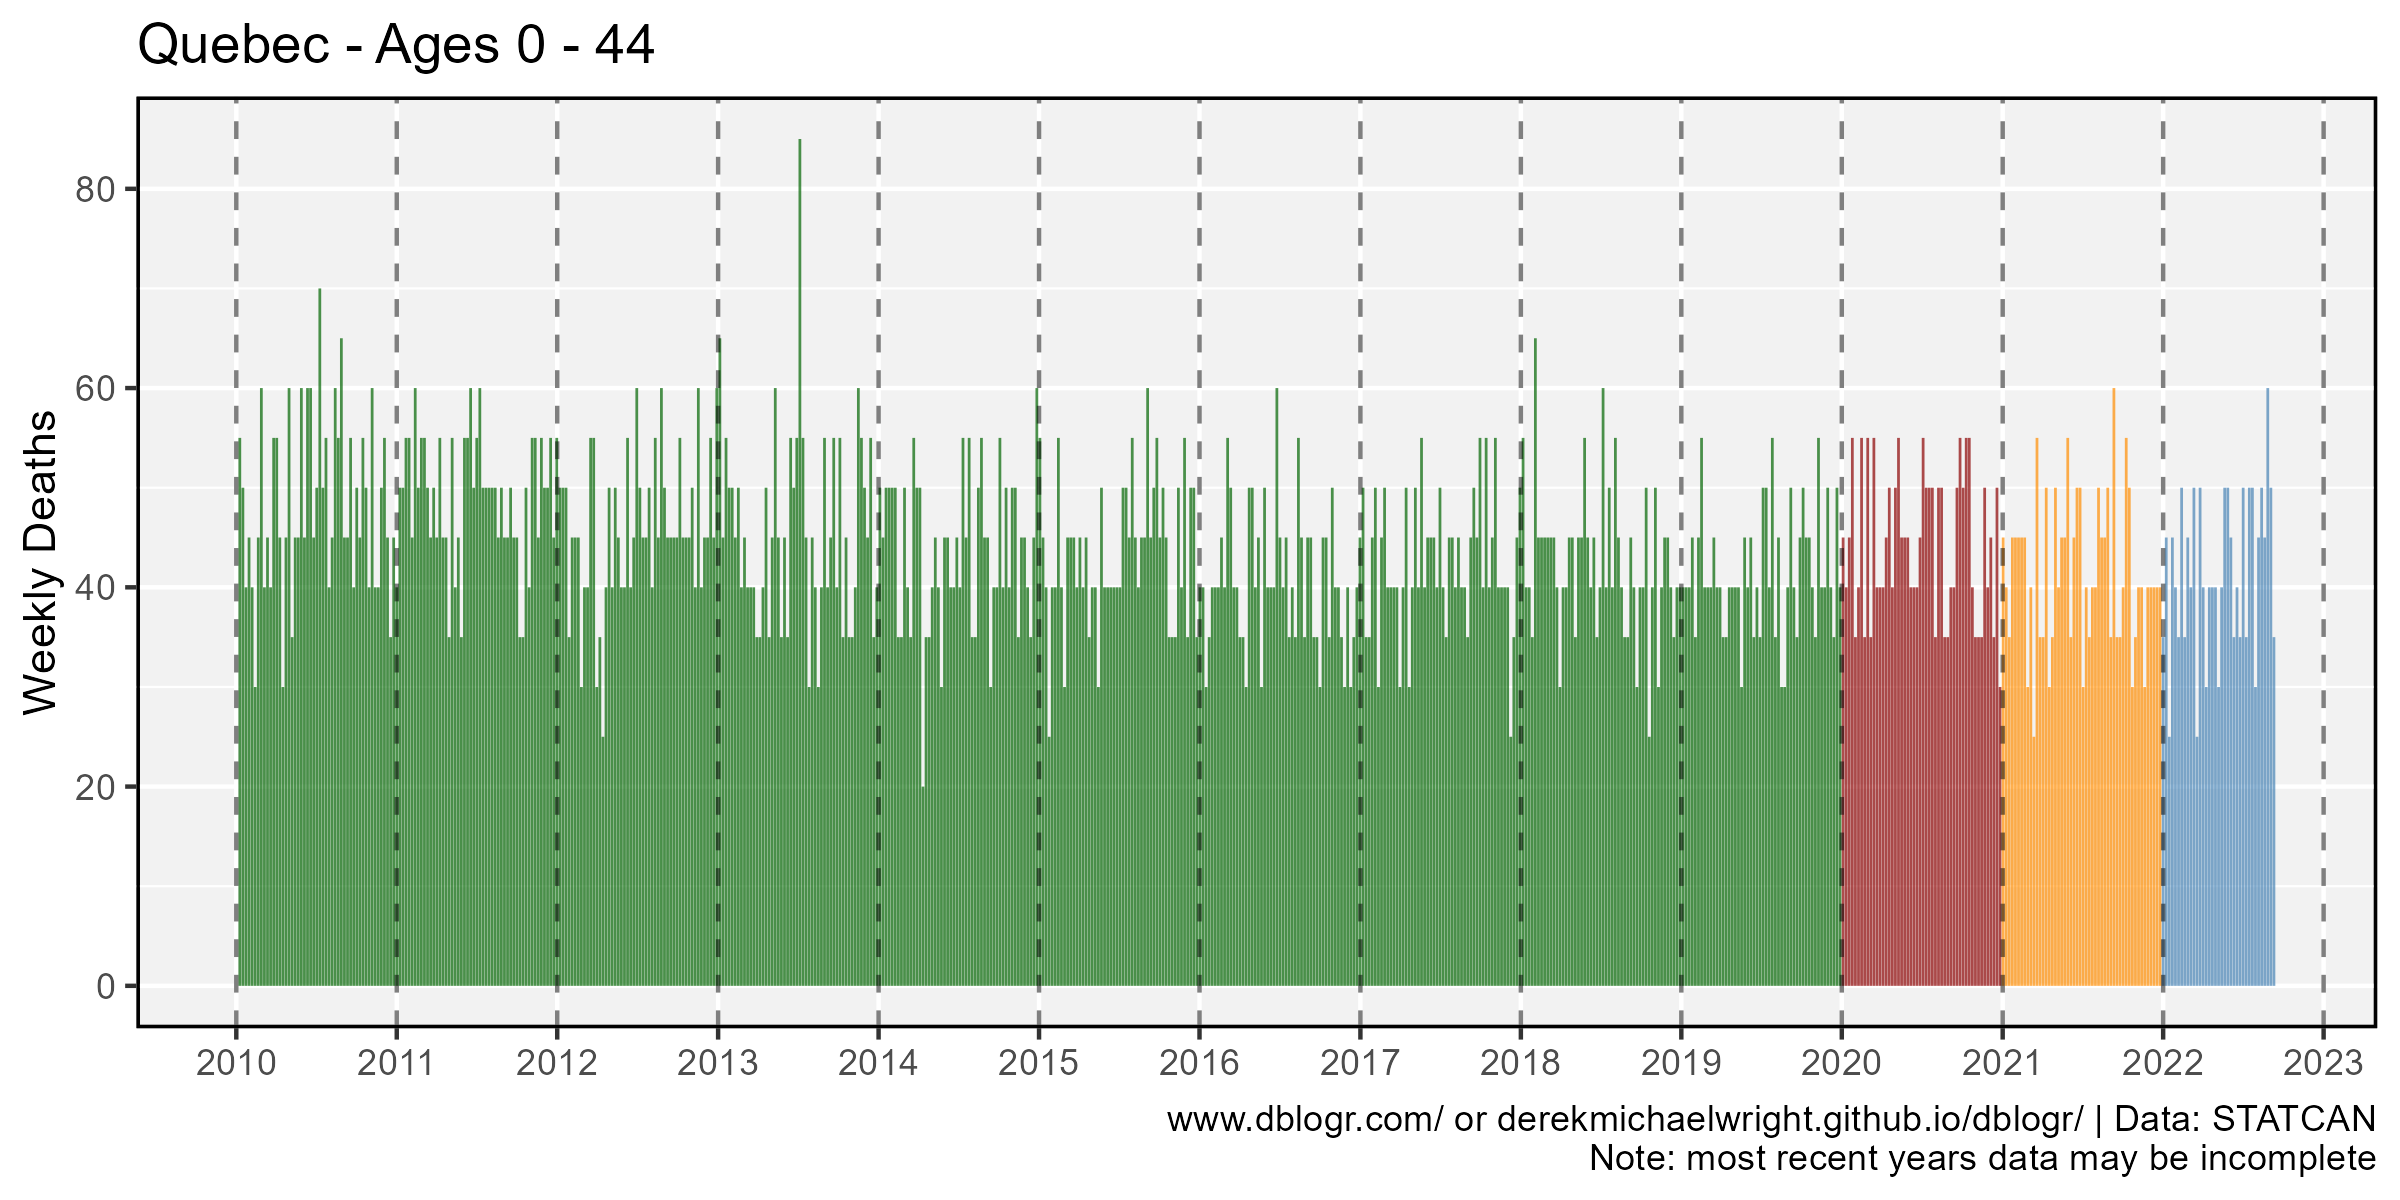 Quebec - Ages 0 - 44
Weekly Deaths
80
60
40
20
0
2010 2011 2012 2013 2014 2015 2016 2017 2018 2019 2020 2021 2022 2023
www.dblogr.com/ or derekmichaelwright.github.io/dblogr/ | Data: STATCAN
Note: most recent years data may be incomplete